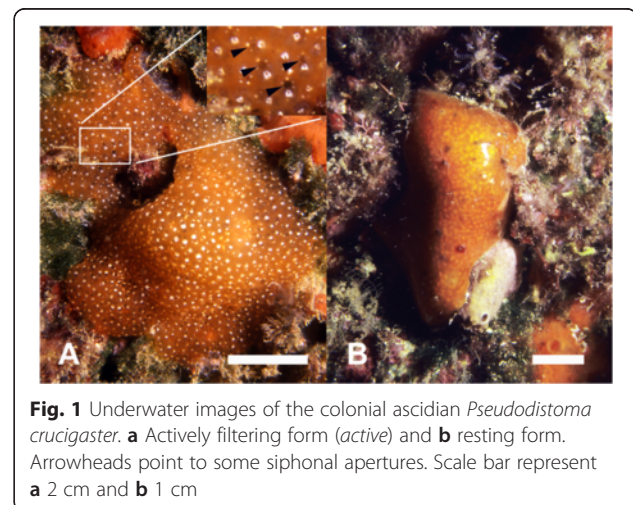 A
B
Fig. 1 Underwater images of the colonial ascidian Pseudodistoma
crucigaster. a Actively filtering form (active) and b resting form.
Arrowheads point to some siphonal apertures. Scale bar represent
a 2 cm and b 1 cm